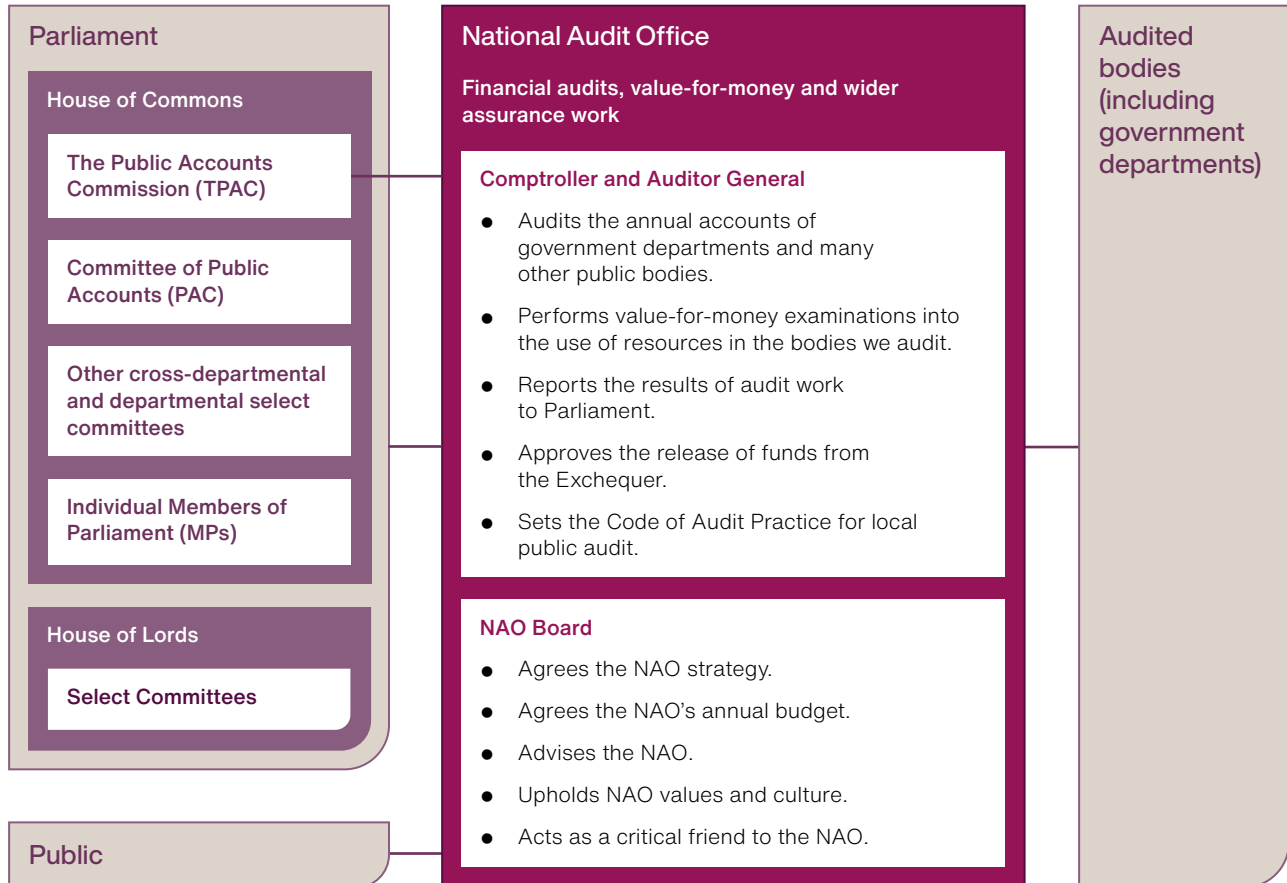 Parliament
House of Commons
The Public Accounts
Commission (TPAC)
Committee of Public
Accounts (PAC)
Other cross-departmental
and departmental select
committees
Individual Members of
Parliament (MPs)
House of Lords
Select Committees
Public
National Audit Office
Financial audits, value-for-money and wider
assurance work
Comptroller and Auditor General
● Audits the annual accounts of
government departments and many
other public bodies.
● Performs value-for-money examinations into
the use of resources in the bodies we audit.
● Reports the results of audit work
to Parliament.
● Approves the release of funds from
the Exchequer.
● Sets the Code of Audit Practice for local
public audit.
NAO Board
● Agrees the NAO strategy.
● Agrees the NAO’s annual budget.
● Advises the NAO.
● Upholds NAO values and culture.
● Acts as a critical friend to the NAO.
Audited
bodies
(including
government
departments)